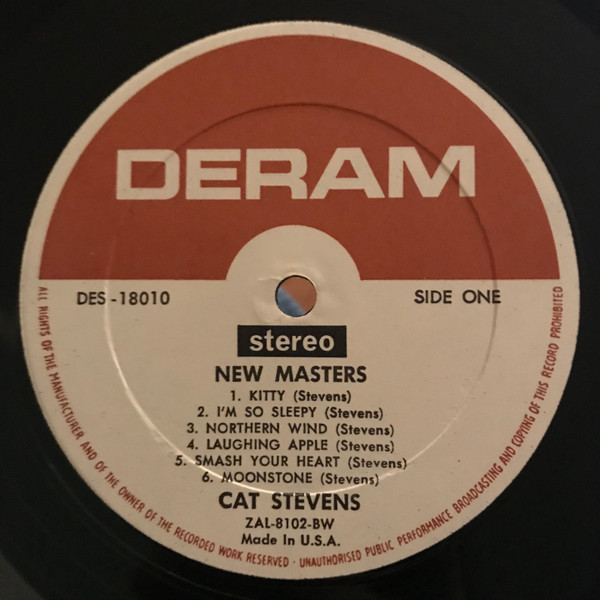 DERAM
DES-18010
SIDE ONE
stereo
NEW MASTERS
1. KITTY (Stevens)
2. I'M SO SLEEPY (Stevens)
3. NORTHERN WIND (Stevens)
4. LAUGHING APPLE (Stevens)
5. SMASH YOUR HEART (Stevens)
6. MOONSTONE (Stevens)
CAT STEVENS
ZAL-8102-BW
Made in U.S.A.
ALL RIGHTS OF THE MANUFACTURER AND OF THE OWNER OF THE RECORDED WORK RESERVED · UNAUTHORISED PUBLIC PERFORMANCE BROADCASTING AND COPYING OF THIS RECORD PROHIBITED